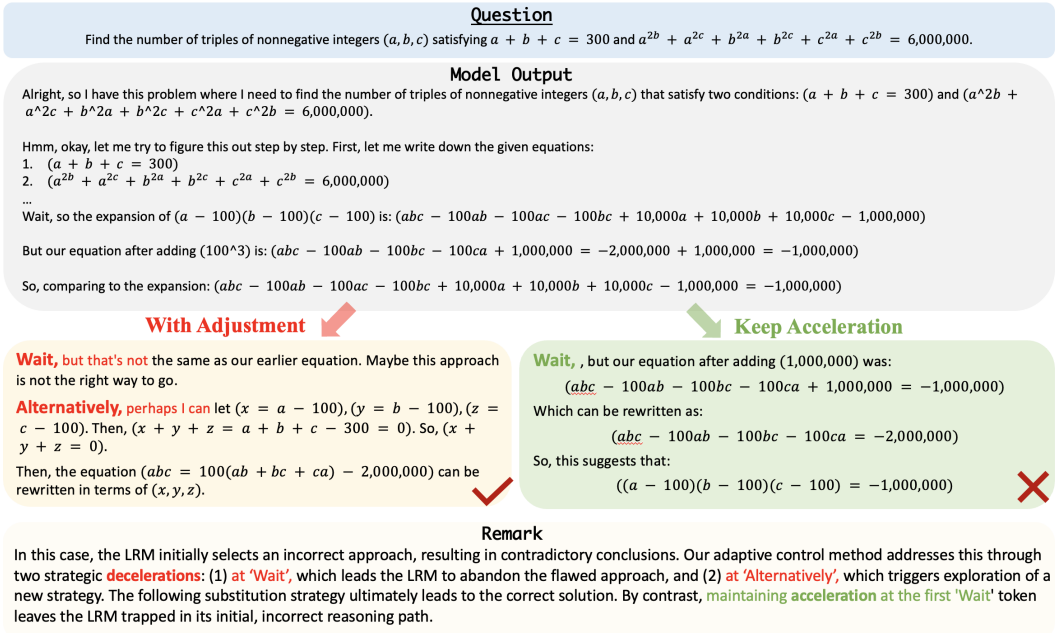 Question
Find the number of triples of nonnegative integers (a, b, c) satisfying a + b + c = 300 and a^{2b} + a^{2c} + b^{2a} + b^{2c} + c^{2a} + c^{2b} = 6,000,000.
Model Output
Alright, so I have this problem where I need to find the number of triples of nonnegative integers (a, b, c) that satisfy two conditions: (a + b + c = 300) and (a^2b +
a^2c + b^2a + b^2c + c^2a + c^2b = 6,000,000).
Hmm, okay, let me try to figure this out step by step. First, let me write down the given equations:
1. (a + b + c = 300)
2. (a^{2b} + a^{2c} + b^{2a} + b^{2c} + c^{2a} + c^{2b} = 6,000,000)
...
Wait, so the expansion of (a − 100)(b − 100)(c − 100) is: (abc − 100ab − 100ac − 100bc + 10,000a + 10,000b + 10,000c − 1,000,000)
But our equation after adding (100^3) is: (abc − 100ab − 100bc − 100ca + 1,000,000 = −2,000,000 + 1,000,000 = −1,000,000)
So, comparing to the expansion: (abc − 100ab − 100ac − 100bc + 10,000a + 10,000b + 10,000c − 1,000,000 = −1,000,000)
With Adjustment
Wait, but that's not the same as our earlier equation. Maybe this approach
is not the right way to go.
Alternatively, perhaps I can let (x = a − 100), (y = b − 100), (z =
c − 100). Then, (x + y + z = a + b + c − 300 = 0). So, (x +
y + z = 0).
Then, the equation (abc = 100(ab + bc + ca) − 2,000,000) can be
rewritten in terms of (x, y, z).
Keep Acceleration
Wait, , but our equation after adding (1,000,000) was:
(abc − 100ab − 100bc − 100ca + 1,000,000 = −1,000,000)
Which can be rewritten as:
(abc − 100ab − 100bc − 100ca = −2,000,000)
So, this suggests that:
((a − 100)(b − 100)(c − 100) = −1,000,000)
Remark
In this case, the LRM initially selects an incorrect approach, resulting in contradictory conclusions. Our adaptive control method addresses this through
two strategic decelerations: (1) at ‘Wait’, which leads the LRM to abandon the flawed approach, and (2) at ‘Alternatively’, which triggers exploration of a
new strategy. The following substitution strategy ultimately leads to the correct solution. By contrast, maintaining acceleration at the first 'Wait' token
leaves the LRM trapped in its initial, incorrect reasoning path.